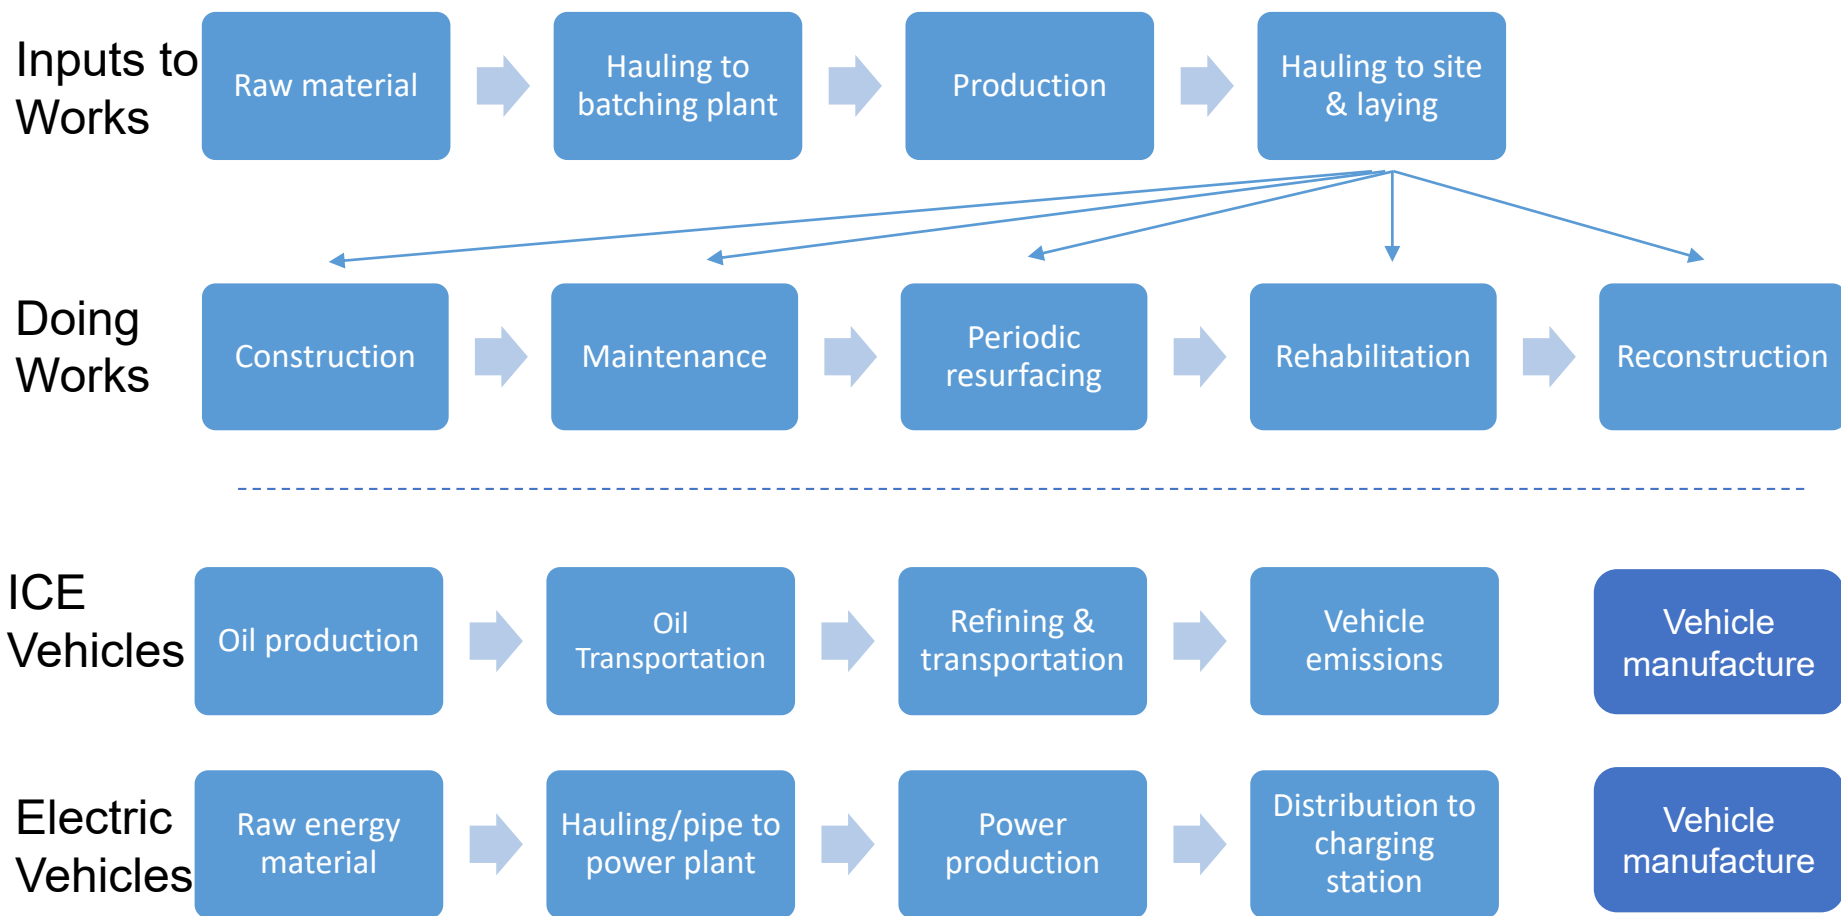 Inputs to
Works
Raw material
Hauling to
batching plant
Production
Hauling to site
& laying
Doing
Works
Construction
Maintenance
Periodic
resurfacing
Rehabilitation
Reconstruction
ICE
Vehicles
Oil production
Oil
Transportation
Refining &
transportation
Vehicle
emissions
Vehicle
manufacture
Electric
Vehicles
Raw energy
material
Hauling/pipe to
power plant
Power
production
Distribution to
charging
station
Vehicle
manufacture